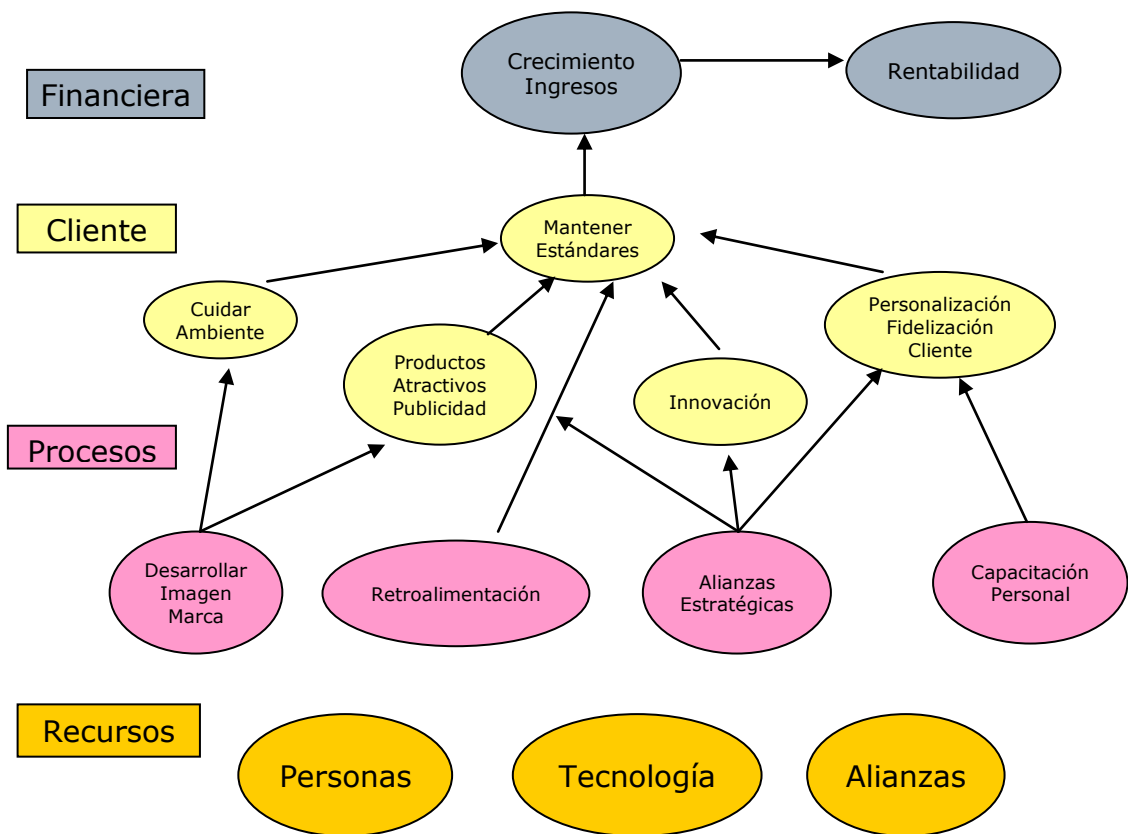 Crecimiento
Ingresos
Rentabilidad
Financiera
Cliente
Mantener
Estándares
Cuidar
Ambiente
Personalización
Fidelización
Cliente
Productos
Atractivos
Publicidad
Innovación
Procesos
Desarrollar
Imagen
Marca
Retroalimentación
Alianzas
Estratégicas
Capacitación
Personal
Recursos
Personas
Tecnología
Alianzas